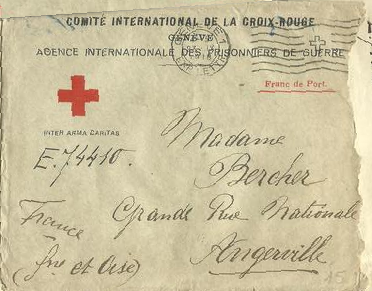 COMITÉ INTERNATIONAL DE LA CROIX-ROUGE
GENÈVE
AGENCE INTERNATIONALE DES PRISONNIERS DE GUERRE
Franc de Port.
INTER ARMA CARITAS
E.74410.
Madame
Bercher
Grande Rue Nationale
Angerville
France
(Sne et Oise)
15